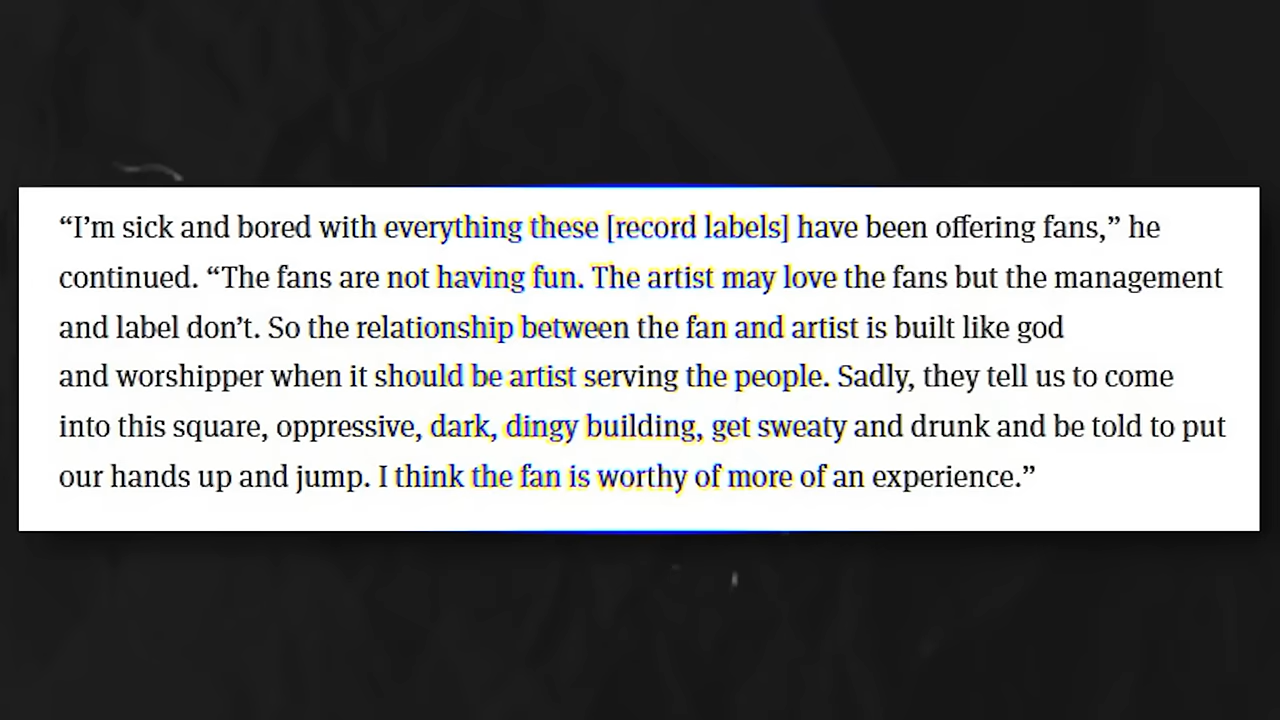 “I’m sick and bored with everything these [record labels] have been offering fans,” he
continued. “The fans are not having fun. The artist may love the fans but the management
and label don’t. So the relationship between the fan and artist is built like god
and worshipper when it should be artist serving the people. Sadly, they tell us to come
into this square, oppressive, dark, dingy building, get sweaty and drunk and be told to put
our hands up and jump. I think the fan is worthy of more of an experience.”